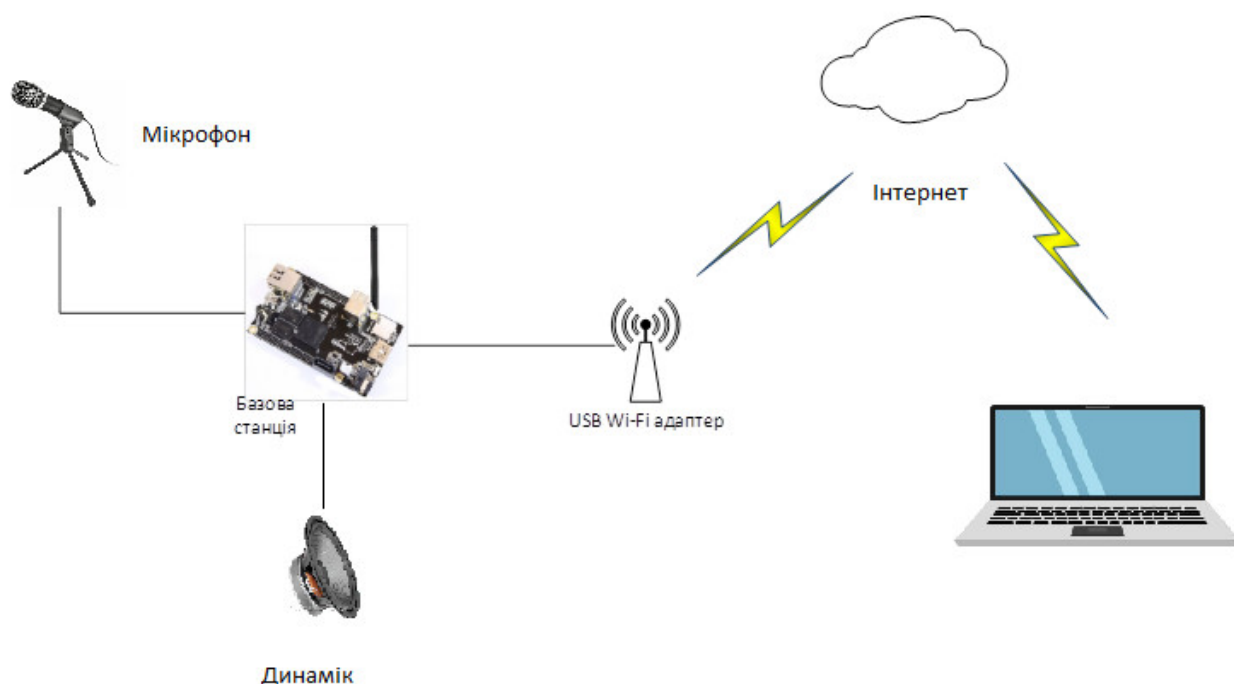 Мікрофон
Інтернет
Базова
станція
USB Wi-Fi адаптер
Динамік